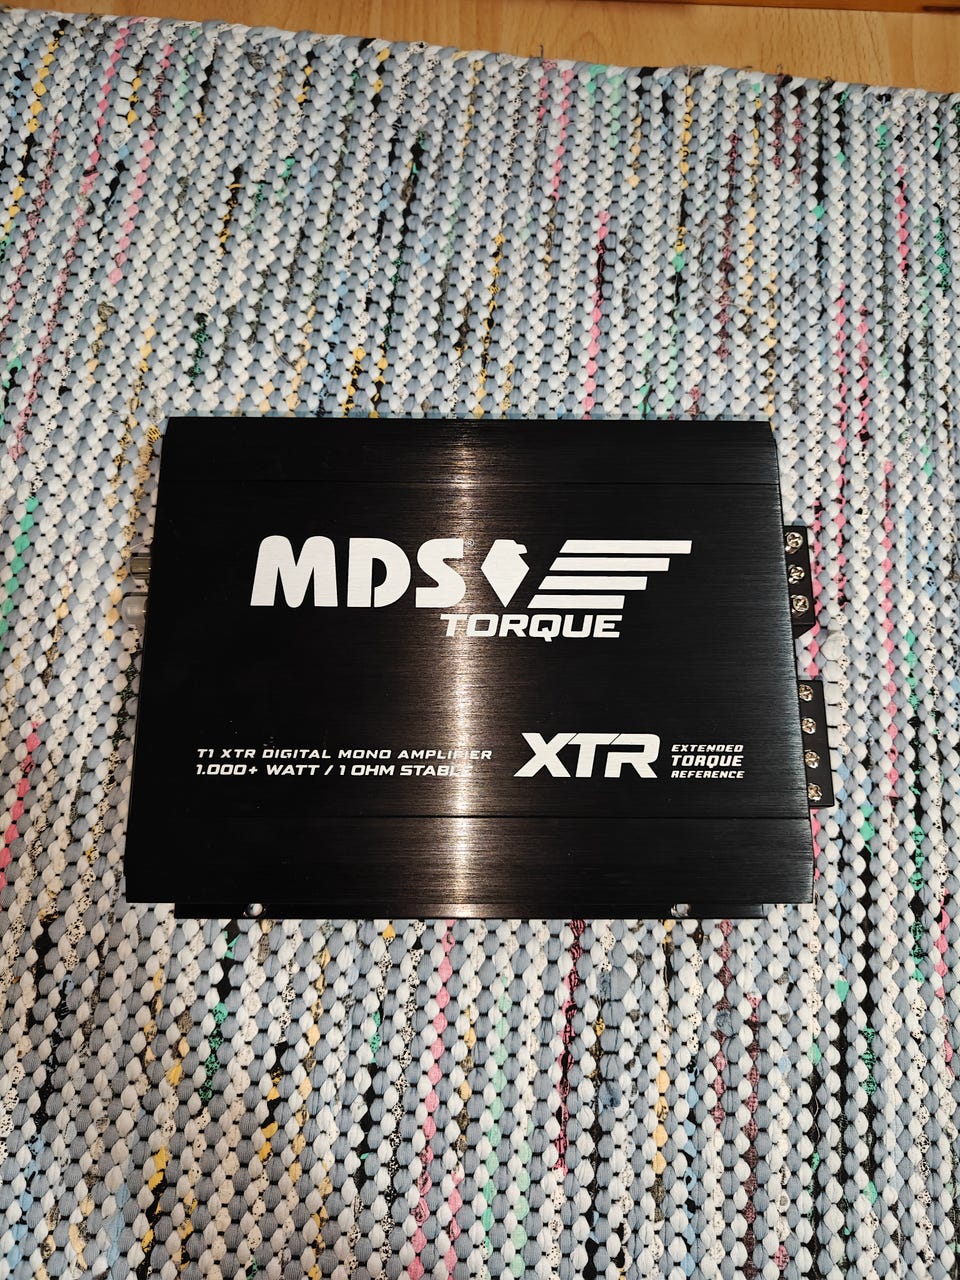 MDS®
TORQUE
T1 XTR DIGITAL MONO AMPLIFIER
1.000+ WATT / 1 OHM STABLE
XTR
EXTENDED
TORQUE
REFERENCE